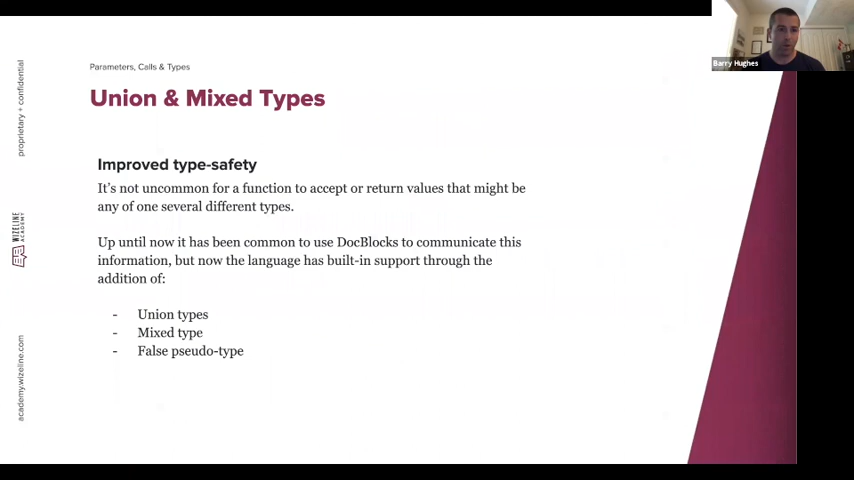 Barry Hughes
Parameters, Calls & Types
Union & Mixed Types
Improved type-safety
It's not uncommon for a function to accept or return values that might be
any of one several different types.
Up until now it has been common to use DocBlocks to communicate this
information, but now the language has built-in support through the
addition of:
- Union types
- Mixed type
- False pseudo-type
proprietary + confidential
WIZELINE
ACADEMY
academy.wizeline.com